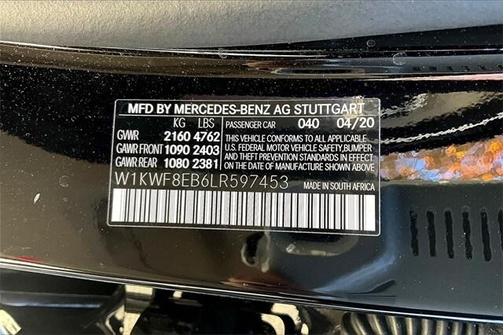 MFD BY MERCEDES-BENZ AG STUTTGART
KG LBS PASSENGER CAR 040 04/20
GWR 2160 4762 THIS VEHICLE CONFORMS TO ALL
GAWR FRONT 1090 2403 APPLICABLE U.S. FEDERAL
GAWR REAR 1080 2381 MOTOR VEHICLE SAFETY, BUMPER,
AND THEFT PREVENTION STANDARDS
IN EFFECT ON THE DATE OF
MANUFACTURE SHOWN ABOVE.
W1KWF8EB6LR597453
MADE IN SOUTH AFRICA